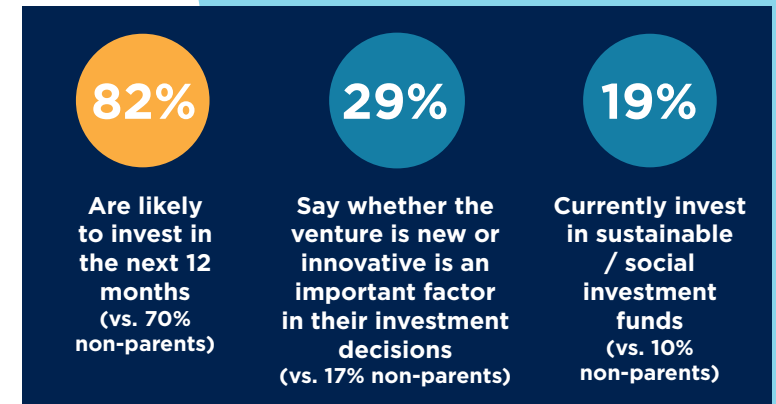 82%
Are likely
to invest in
the next 12
months
(vs. 70%
non-parents)
29%
Say whether the
venture is new or
innovative is an
important factor
in their investment
decisions
(vs. 17% non-parents)
19%
Currently invest
in sustainable
/ social
investment
funds
(vs. 10%
non-parents)